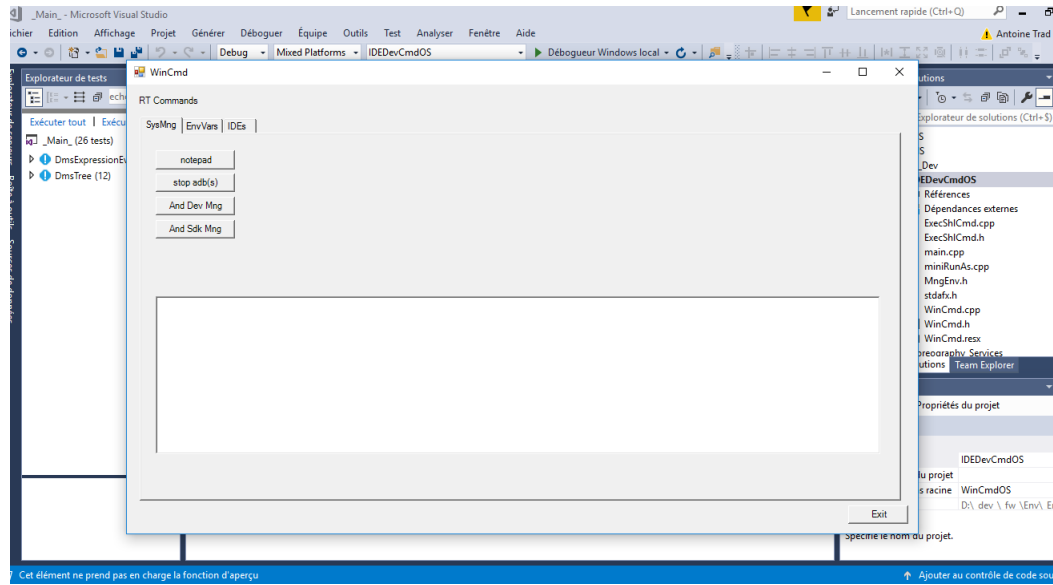 _Main_ - Microsoft Visual Studio
Lancement rapide (Ctrl+Q)
ichier Edition Affichage Projet Générer Déboguer Équipe Outils Test Analyser Fenêtre Aide
Antoine Trad
Debug Mixed Platforms IDEDevCmdOS Débogueur Windows local
Explorateur de tests
Exécuter tout Exécu
_Main_ (26 tests)
DmsExpressionEv
DmsTree (12)
WinCmd
RT Commands
SysMng EnvVars IDEs
notepad
stop adb(s)
And Dev Mng
And Sdk Mng
Exit
utions
Explorateur de solutions (Ctrl+$)
S
S
_Dev
IDEDevCmdOS
Références
Dépendances externes
ExecShlCmd.cpp
ExecShlCmd.h
main.cpp
miniRunAs.cpp
MngEnv.h
stdafx.h
WinCmd.cpp
WinCmd.h
WinCmd.resx
oreography_Services
utions Team Explorer
Propriétés du projet
IDEDevCmdOS
du projet
s racine WinCmdOS
D:\ dev \ fw \Env\ E
Spécifie le nom du projet.
Cet élément ne prend pas en charge la fonction d'aperçu
Ajouter au contrôle de code sou